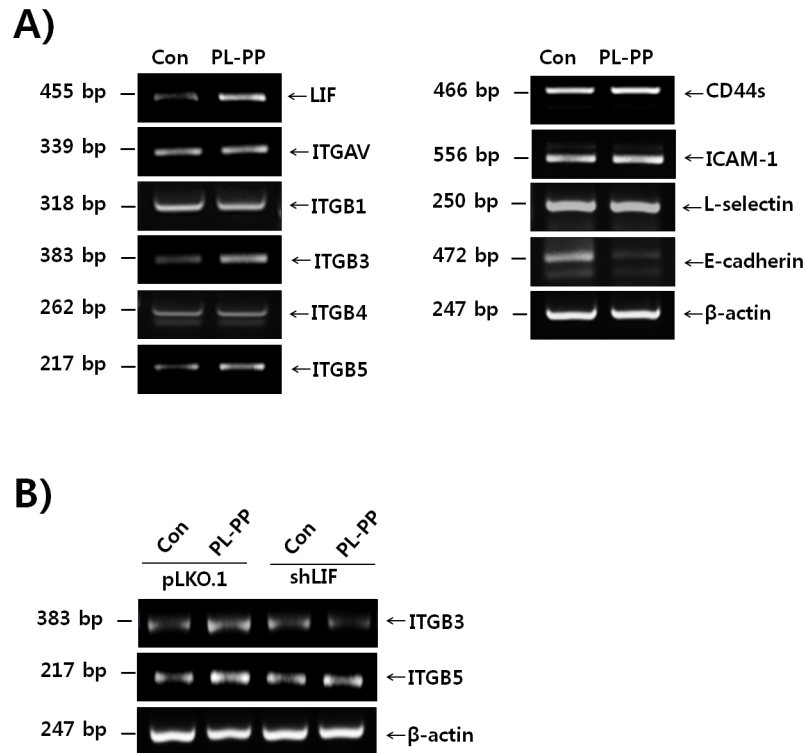 A)
Con PL-PP
455 bp ←LIF
339 bp ←ITGAV
318 bp ←ITGB1
383 bp ←ITGB3
262 bp ←ITGB4
217 bp ←ITGB5
Con PL-PP
466 bp ←CD44s
556 bp ←ICAM-1
250 bp ←L-selectin
472 bp ←E-cadherin
247 bp ←β-actin
B)
Con PL-PP Con PL-PP
pLKO.1 shLIF
383 bp ←ITGB3
217 bp ←ITGB5
247 bp ←β-actin